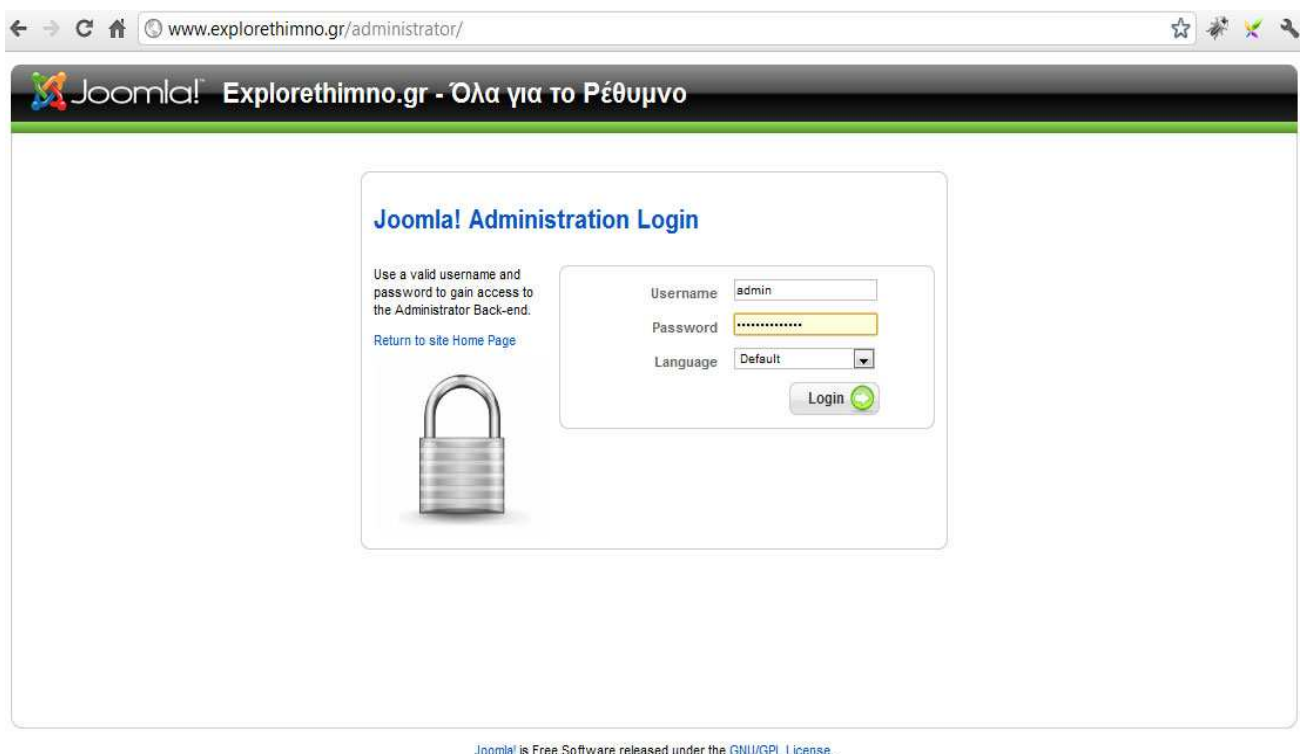 www.explorethimno.gr/administrator/
Joomla! Explorethimno.gr - Όλα για το Ρέθυμνο
Joomla! Administration Login
Use a valid username and
password to gain access to
the Administrator Back-end.
Return to site Home Page
Username admin
Password ••••••••••••••
Language Default
Login
Joomla! is Free Software released under the GNU/GPL License.